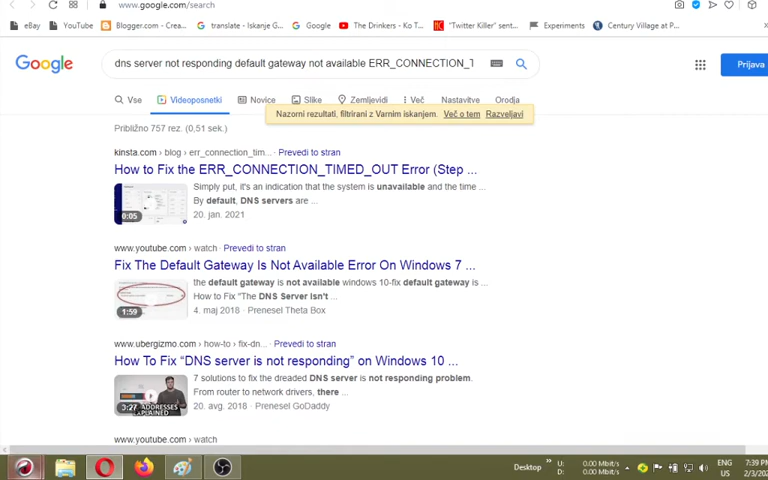 www.google.com/search
eBay YouTube Blogger.com - Crea... translate - Iskanje G... Google The Drinkers - Ko T... "Twitter Killer" sent... Experiments Century Village at P...
Google dns server not responding default gateway not available ERR_CONNECTION_T Prijava
Vse Videoposnetki Novice Slike Zemljevidi Več Nastavitve Orodja
Nazorni rezultati, filtrirani z Varnim iskanjem. Več o tem Razveljavi
Približno 757 rez. (0,51 sek.)
kinsta.com › blog › err_connection_tim... · Prevedi to stran
How to Fix the ERR_CONNECTION_TIMED_OUT Error (Step ...
Simply put, it's an indication that the system is unavailable and the time ...
By default, DNS servers are ...
0:05
20. jan. 2021
www.youtube.com › watch · Prevedi to stran
Fix The Default Gateway Is Not Available Error On Windows 7 ...
the default gateway is not available windows 10-fix default gateway is ...
How to Fix "The DNS Server Isn't ...
1:59
4. maj 2018 · Prenesel Theta Box
www.ubergizmo.com › how-to › fix-dn... · Prevedi to stran
How To Fix “DNS server is not responding” on Windows 10 ...
7 solutions to fix the dreaded DNS server is not responding problem.
From router to network drivers, there ...
3:27
ADDRESSES
EXPLAINED
20. avg. 2018 · Prenesel GoDaddy
www.youtube.com › watch
Desktop » U: 0.00 Mbit/s ENG 7:39
D: 0.00 Mbit/s US 2/3/202